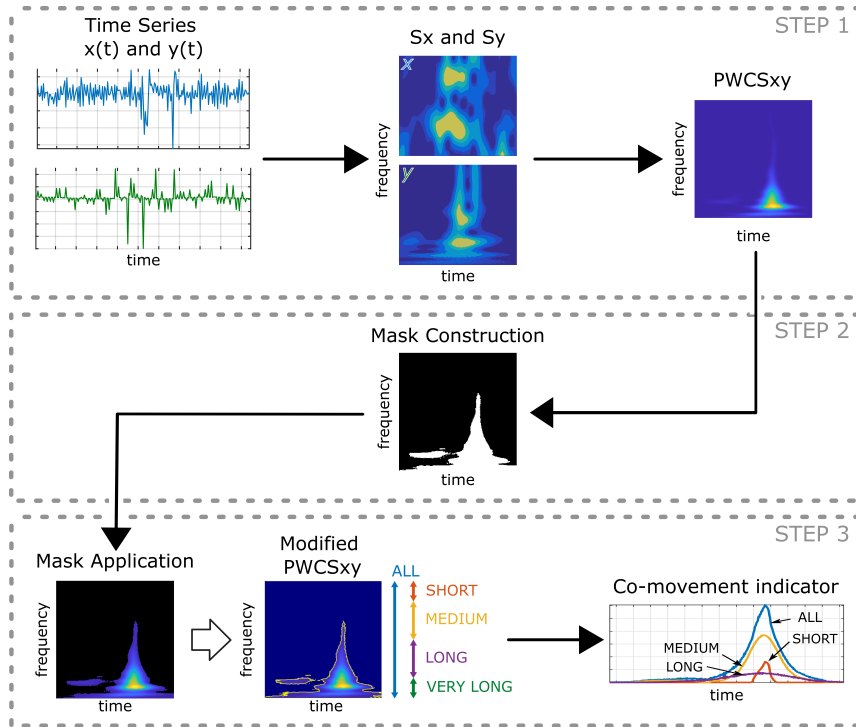 STEP 1
Time Series
x(t) and y(t)
time
Sx and Sy
x
y
frequency
time
PWCSxy
frequency
time
STEP 2
Mask Construction
frequency
time
STEP 3
Mask Application
frequency
time
Modified
PWCSxy
frequency
time
ALL
SHORT
MEDIUM
LONG
VERY LONG
Co-movement indicator
ALL
SHORT
MEDIUM
LONG
time